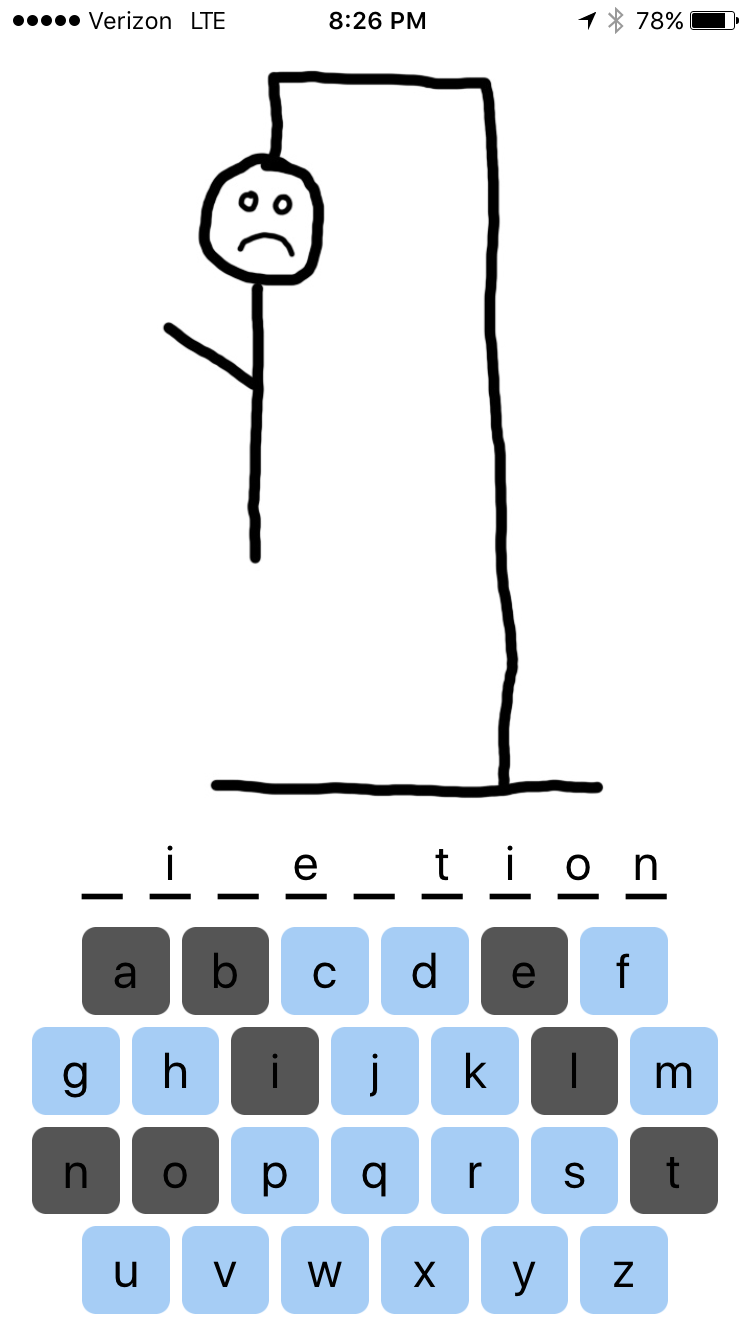 Verizon LTE 8:26 PM 78%
_ i _ e _ t i o n
a b c d e f
g h i j k l m
n o p q r s t
u v w x y z